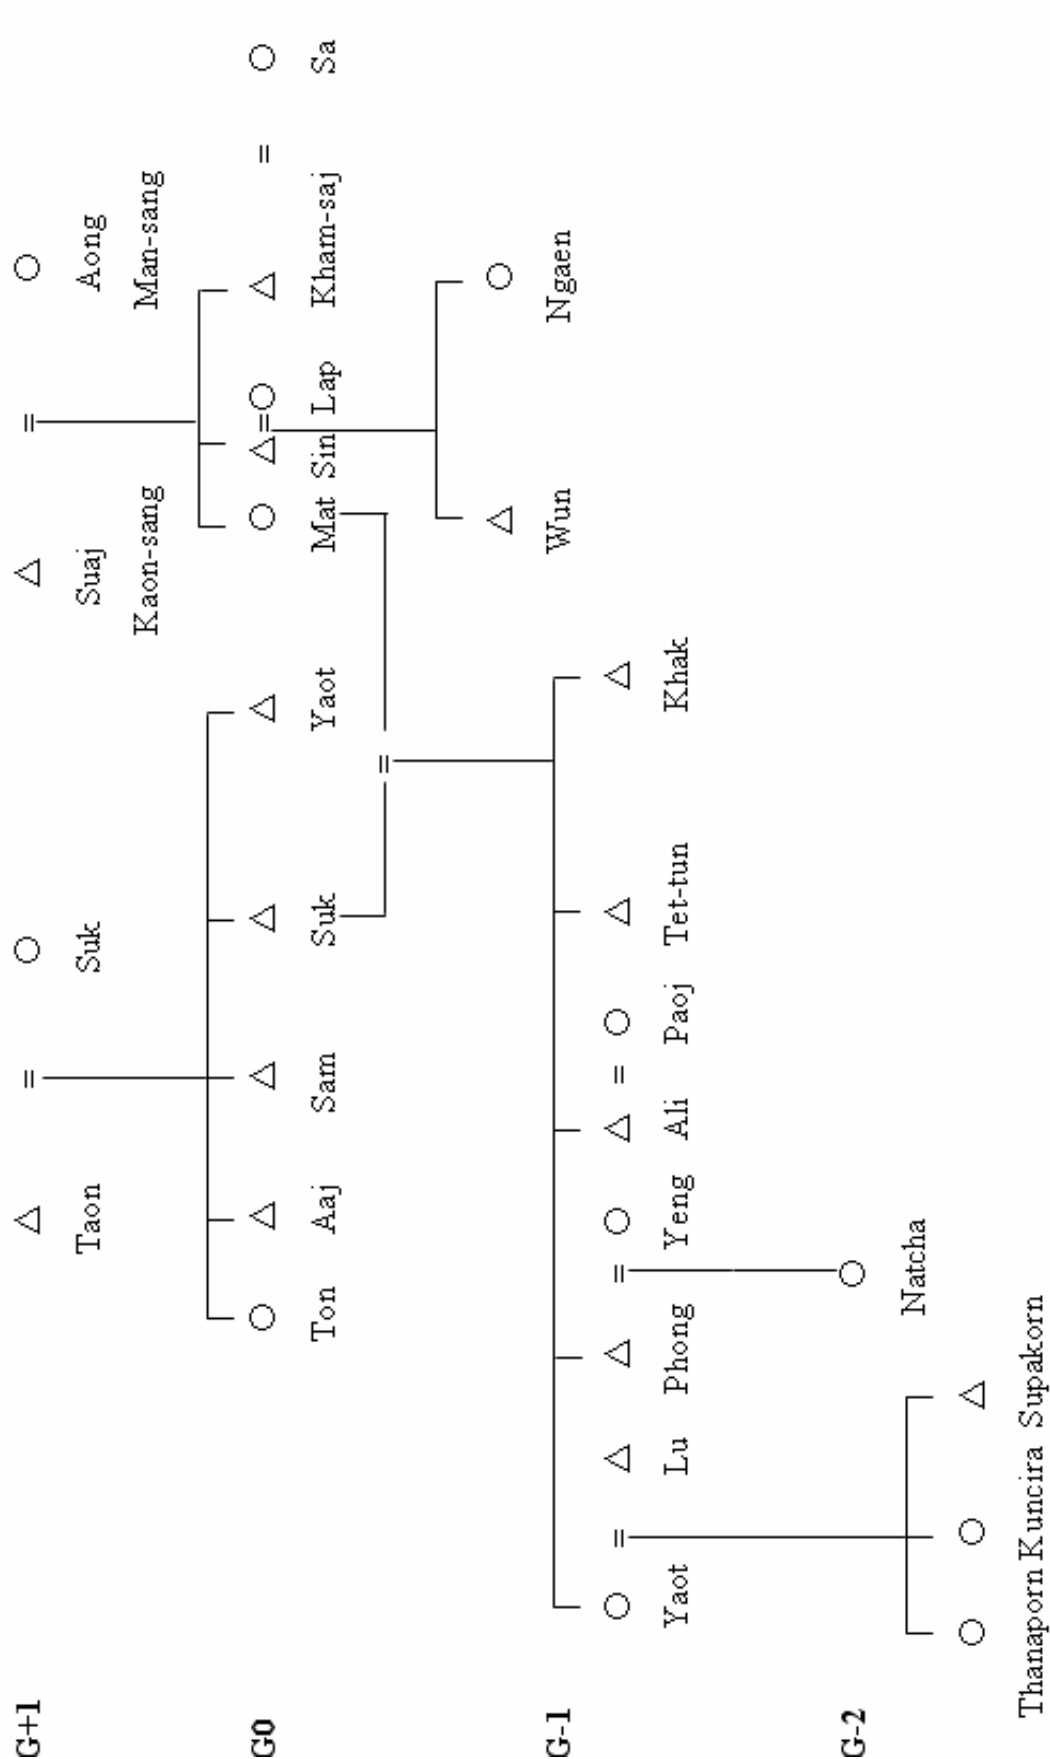 G+1
Taon Suk Suaj Aong
Kaon-sang Man-sang
G0
Ton Aaj Sam Suk Yaot Mat Sin Lap Kham-saj Sa
G-1
Wun Ngaen
Yaot Lu Phong Yeng Ali Paoj Tet-tun Khak
G-2
Natcha
Thanaporn Kuncira Supakorn